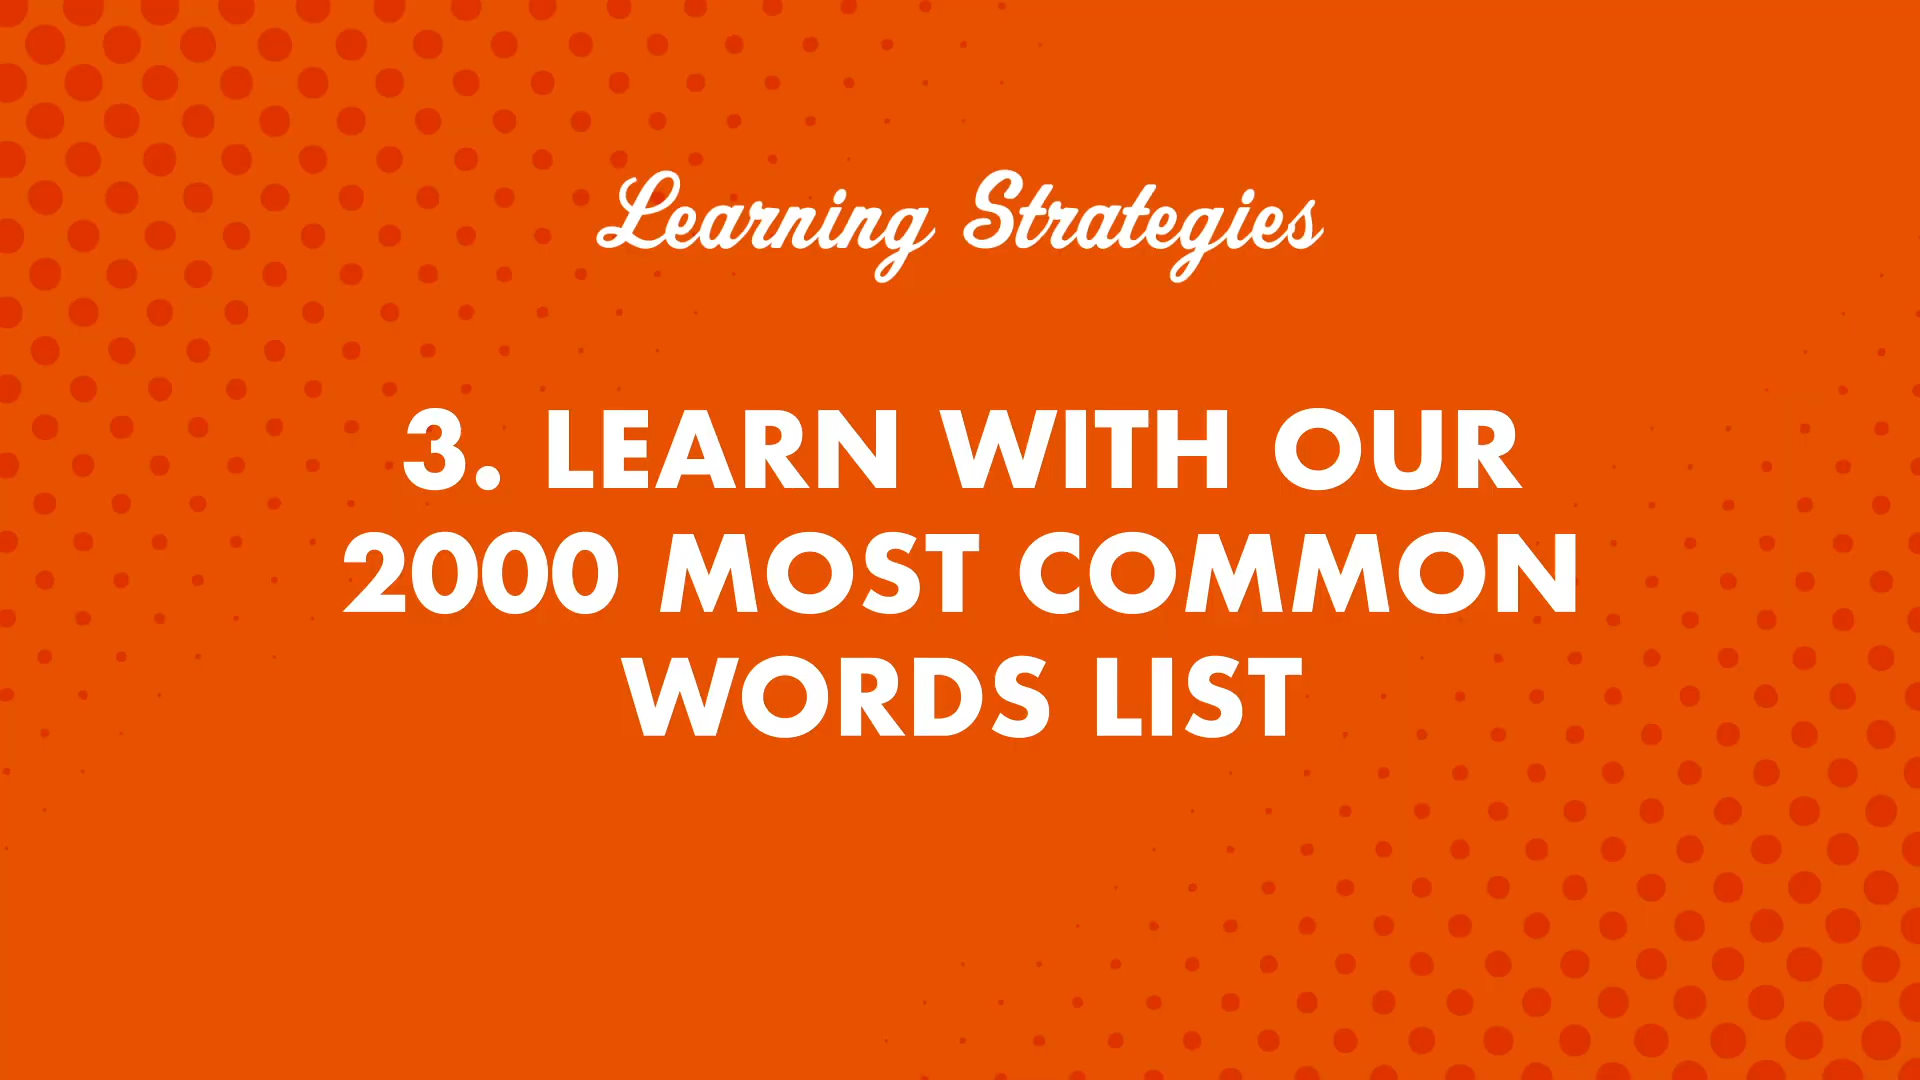 Learning Strategies
3. LEARN WITH OUR
2000 MOST COMMON
WORDS LIST